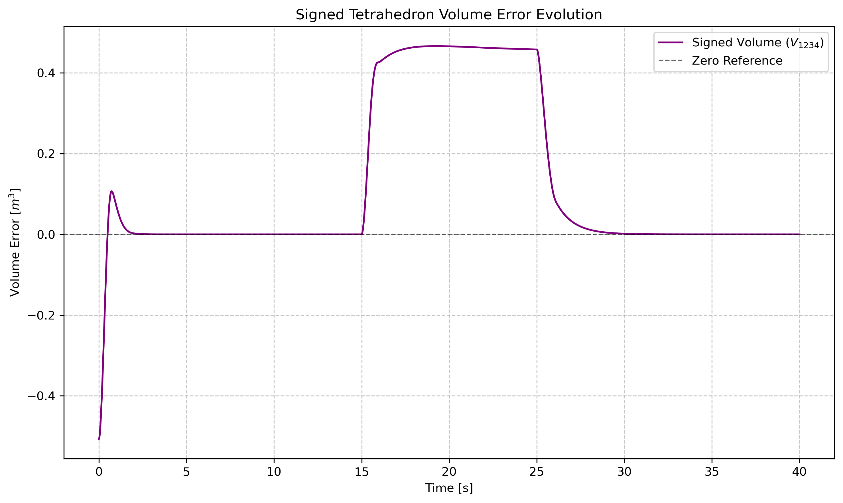 Signed Tetrahedron Volume Error Evolution
Signed Volume (V₁₂₃₄)
Zero Reference
Volume Error [m³]
0.4
0.2
0.0
−0.2
−0.4
0 5 10 15 20 25 30 35 40
Time [s]